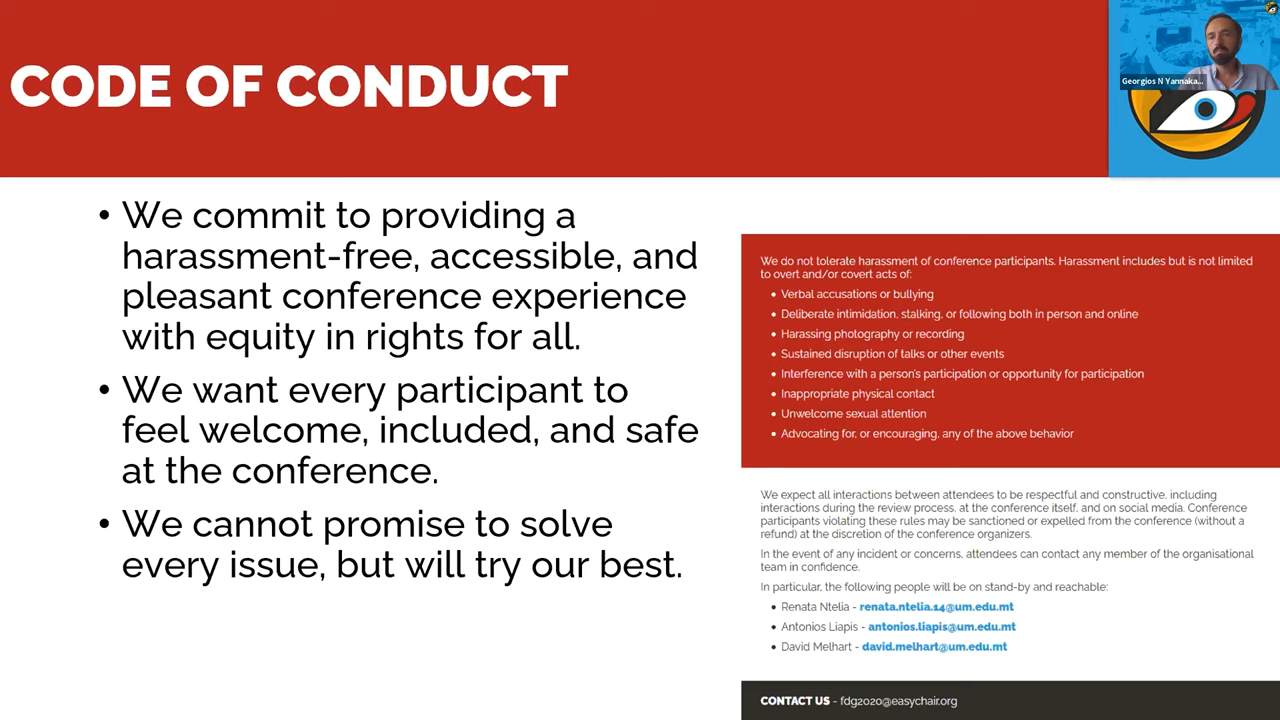 CODE OF CONDUCT
Georgios N Yannaka...
• We commit to providing a
harassment-free, accessible, and
pleasant conference experience
with equity in rights for all.
• We want every participant to
feel welcome, included, and safe
at the conference.
• We cannot promise to solve
every issue, but will try our best.
We do not tolerate harassment of conference participants. Harassment includes but is not limited
to overt and/or covert acts of:
• Verbal accusations or bullying
• Deliberate intimidation, stalking, or following both in person and online
• Harassing photography or recording
• Sustained disruption of talks or other events
• Interference with a person's participation or opportunity for participation
• Inappropriate physical contact
• Unwelcome sexual attention
• Advocating for, or encouraging, any of the above behavior
We expect all interactions between attendees to be respectful and constructive, including
interactions during the review process, at the conference itself, and on social media. Conference
participants violating these rules may be sanctioned or expelled from the conference (without a
refund) at the discretion of the conference organizers.
In the event of any incident or concerns, attendees can contact any member of the organisational
team in confidence.
In particular, the following people will be on stand-by and reachable:
• Renata Ntelia - renata.ntelia.14@um.edu.mt
• Antonios Liapis - antonios.liapis@um.edu.mt
• David Melhart - david.melhart@um.edu.mt
CONTACT US - fdg2020@easychair.org